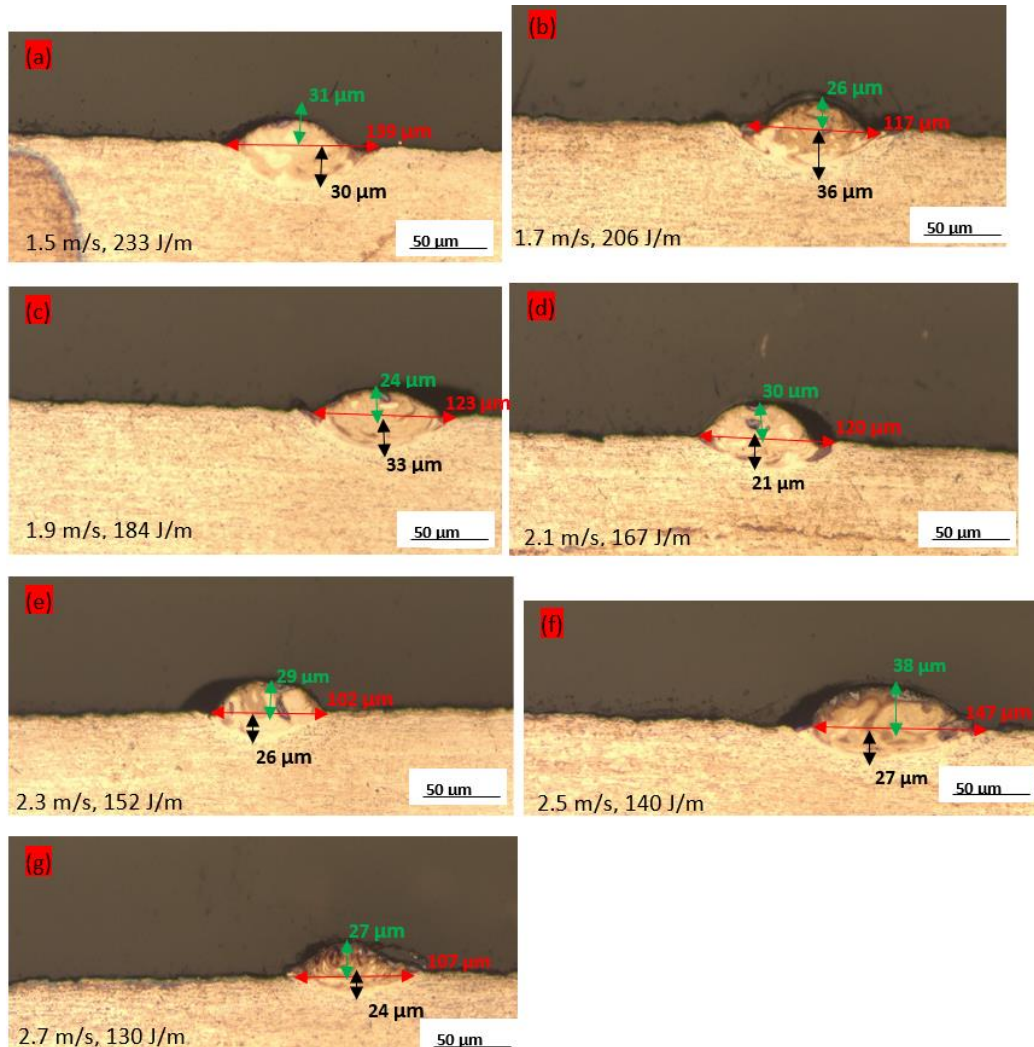 (a)
31 µm
139 µm
30 µm
50 µm
1.5 m/s, 233 J/m
(b)
26 µm
117 µm
36 µm
50 µm
1.7 m/s, 206 J/m
(c)
24 µm
123 µm
33 µm
50 µm
1.9 m/s, 184 J/m
(d)
30 µm
120 µm
21 µm
50 µm
2.1 m/s, 167 J/m
(e)
29 µm
102 µm
26 µm
50 µm
2.3 m/s, 152 J/m
(f)
38 µm
147 µm
27 µm
50 µm
2.5 m/s, 140 J/m
(g)
27 µm
107 µm
24 µm
50 µm
2.7 m/s, 130 J/m